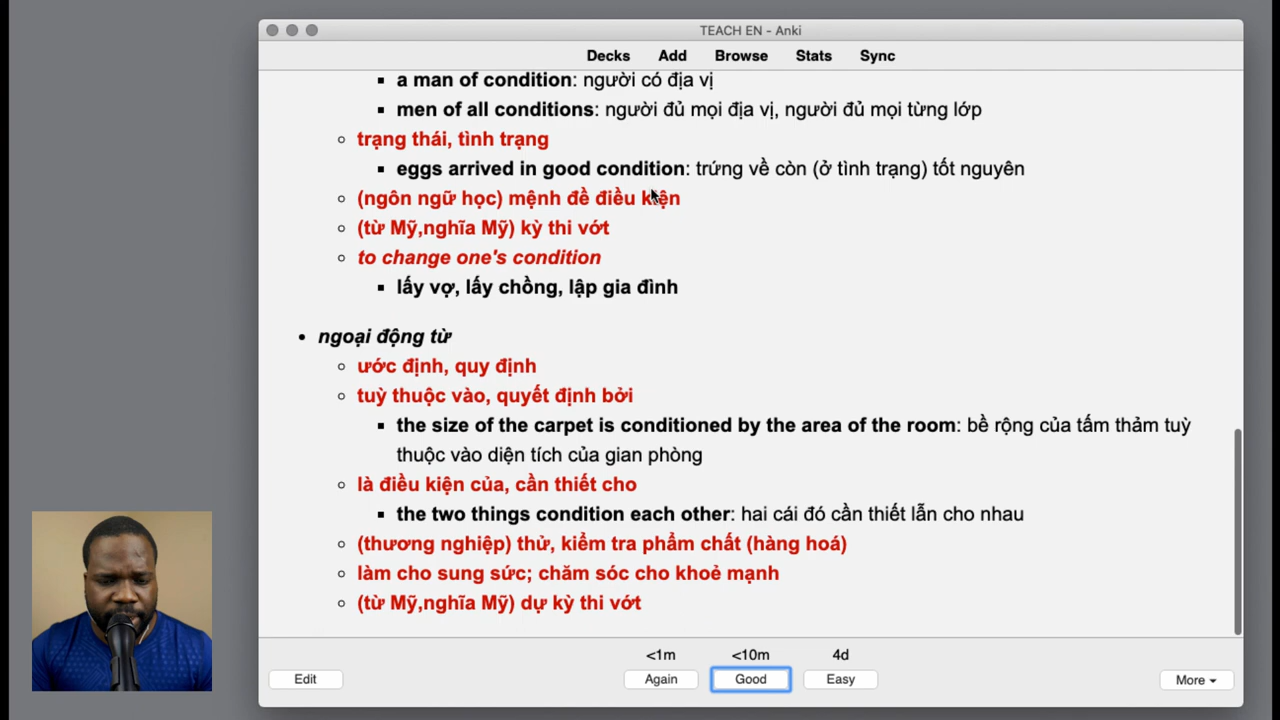 TEACH EN - Anki
Decks Add Browse Stats Sync
a man of condition: người có địa vị
men of all conditions: người đủ mọi địa vị, người đủ mọi từng lớp
trạng thái, tình trạng
eggs arrived in good condition: trứng về còn (ở tình trạng) tốt nguyên
(ngôn ngữ học) mệnh đề điều kiện
(từ Mỹ,nghĩa Mỹ) kỳ thi vớt
to change one's condition
lấy vợ, lấy chồng, lập gia đình
ngoại động từ
ước định, quy định
tuỳ thuộc vào, quyết định bởi
the size of the carpet is conditioned by the area of the room: bề rộng của tấm thảm tuỳ
thuộc vào diện tích của gian phòng
là điều kiện của, cần thiết cho
the two things condition each other: hai cái đó cần thiết lẫn cho nhau
(thương nghiệp) thử, kiểm tra phẩm chất (hàng hoá)
làm cho sung sức; chăm sóc cho khoẻ mạnh
(từ Mỹ,nghĩa Mỹ) dự kỳ thi vớt
<1m <10m 4d
Edit Again Good Easy More